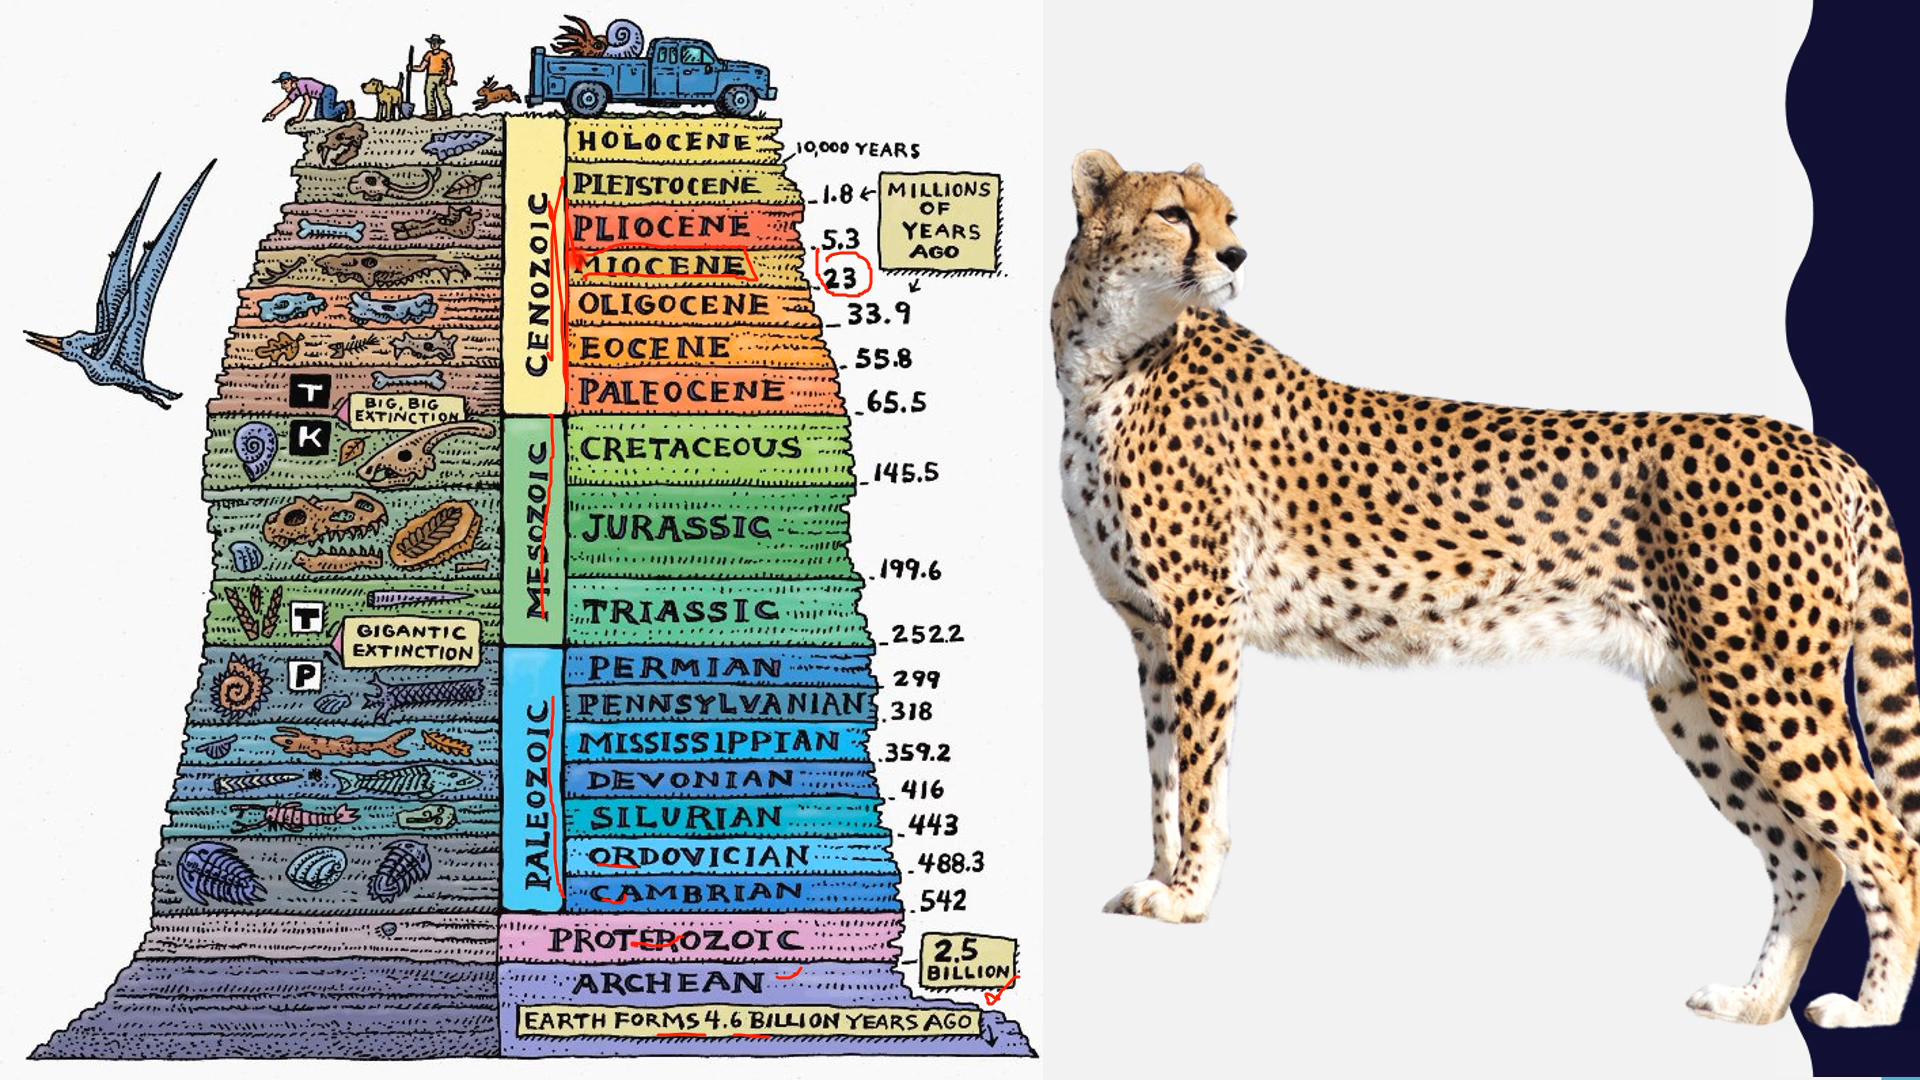 HOLOCENE
10,000 YEARS
PLEISTOCENE
1.8
MILLIONS
OF
YEARS
AGO
PLIOCENE
5.3
MIOCENE
23
OLIGOCENE
33.9
EOCENE
55.8
PALEOCENE
65.5
CENOZOIC
T
BIG, BIG
EXTINCTION
K
CRETACEOUS
145.5
JURASSIC
199.6
TRIASSIC
252.2
MESOZOIC
T
GIGANTIC
EXTINCTION
P
PERMIAN
299
PENNSYLVANIAN
318
MISSISSIPPIAN
359.2
DEVONIAN
416
SILURIAN
443
ORDOVICIAN
488.3
CAMBRIAN
542
PALEOZOIC
PROTEROZOIC
2.5
BILLION
ARCHEAN
EARTH FORMS 4.6 BILLION YEARS AGO